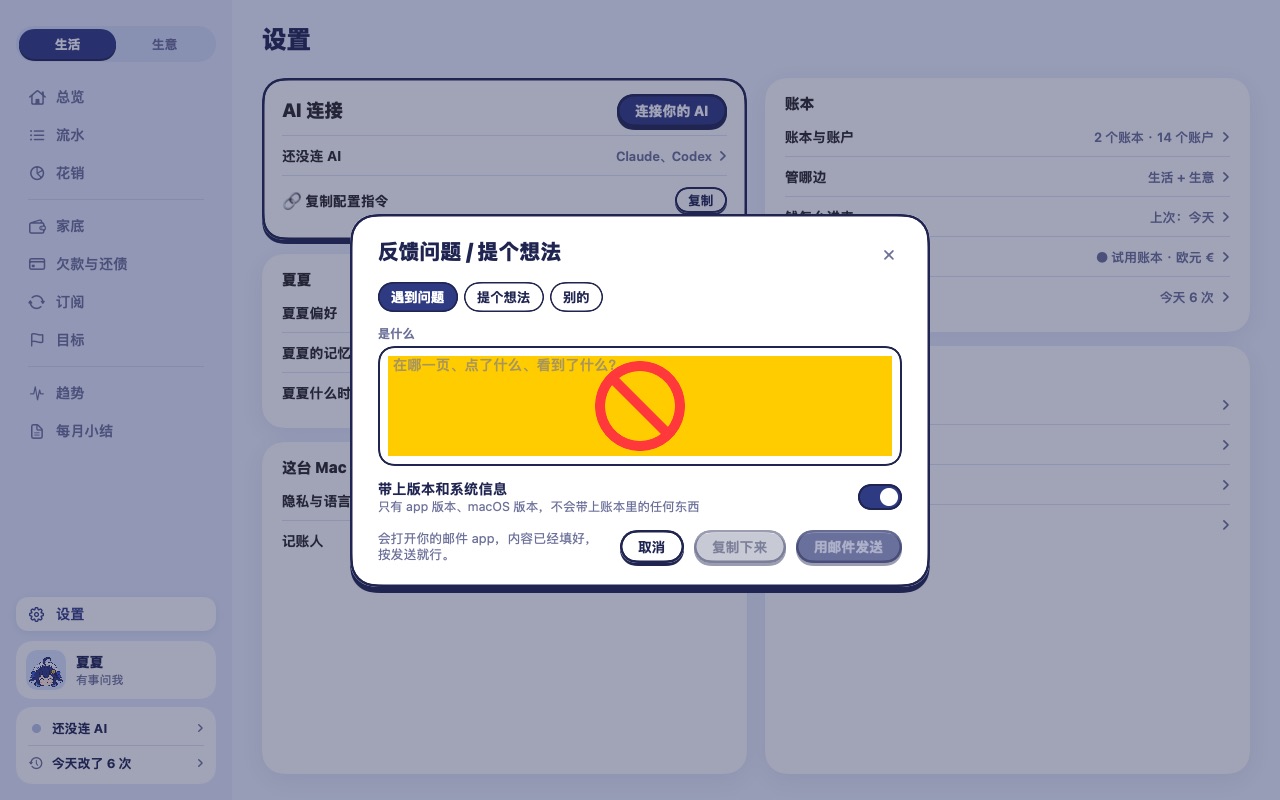 生活
生意
总览
流水
花销
家底
欠款与还债
订阅
目标
趋势
每月小结
设置
夏夏
有事问我
还没连 AI
今天改了 6 次
设置
AI 连接
连接你的 AI
还没连 AI
Claude、Codex
复制配置指令
复制
夏夏
夏夏偏好
夏夏的记忆
夏夏什么时
这台 Mac
隐私与语言
记账人
账本
账本与账户
2 个账本 · 14 个账户
管哪边
生活 + 生意
上次：今天
试用账本 · 欧元 €
今天 6 次
反馈问题 / 提个想法
遇到问题
提个想法
别的
是什么
在哪一页、点了什么、看到了什么?
带上版本和系统信息
只有 app 版本、macOS 版本，不会带上账本里的任何东西
会打开你的邮件 app，内容已经填好，
按发送就行。
取消
复制下来
用邮件发送